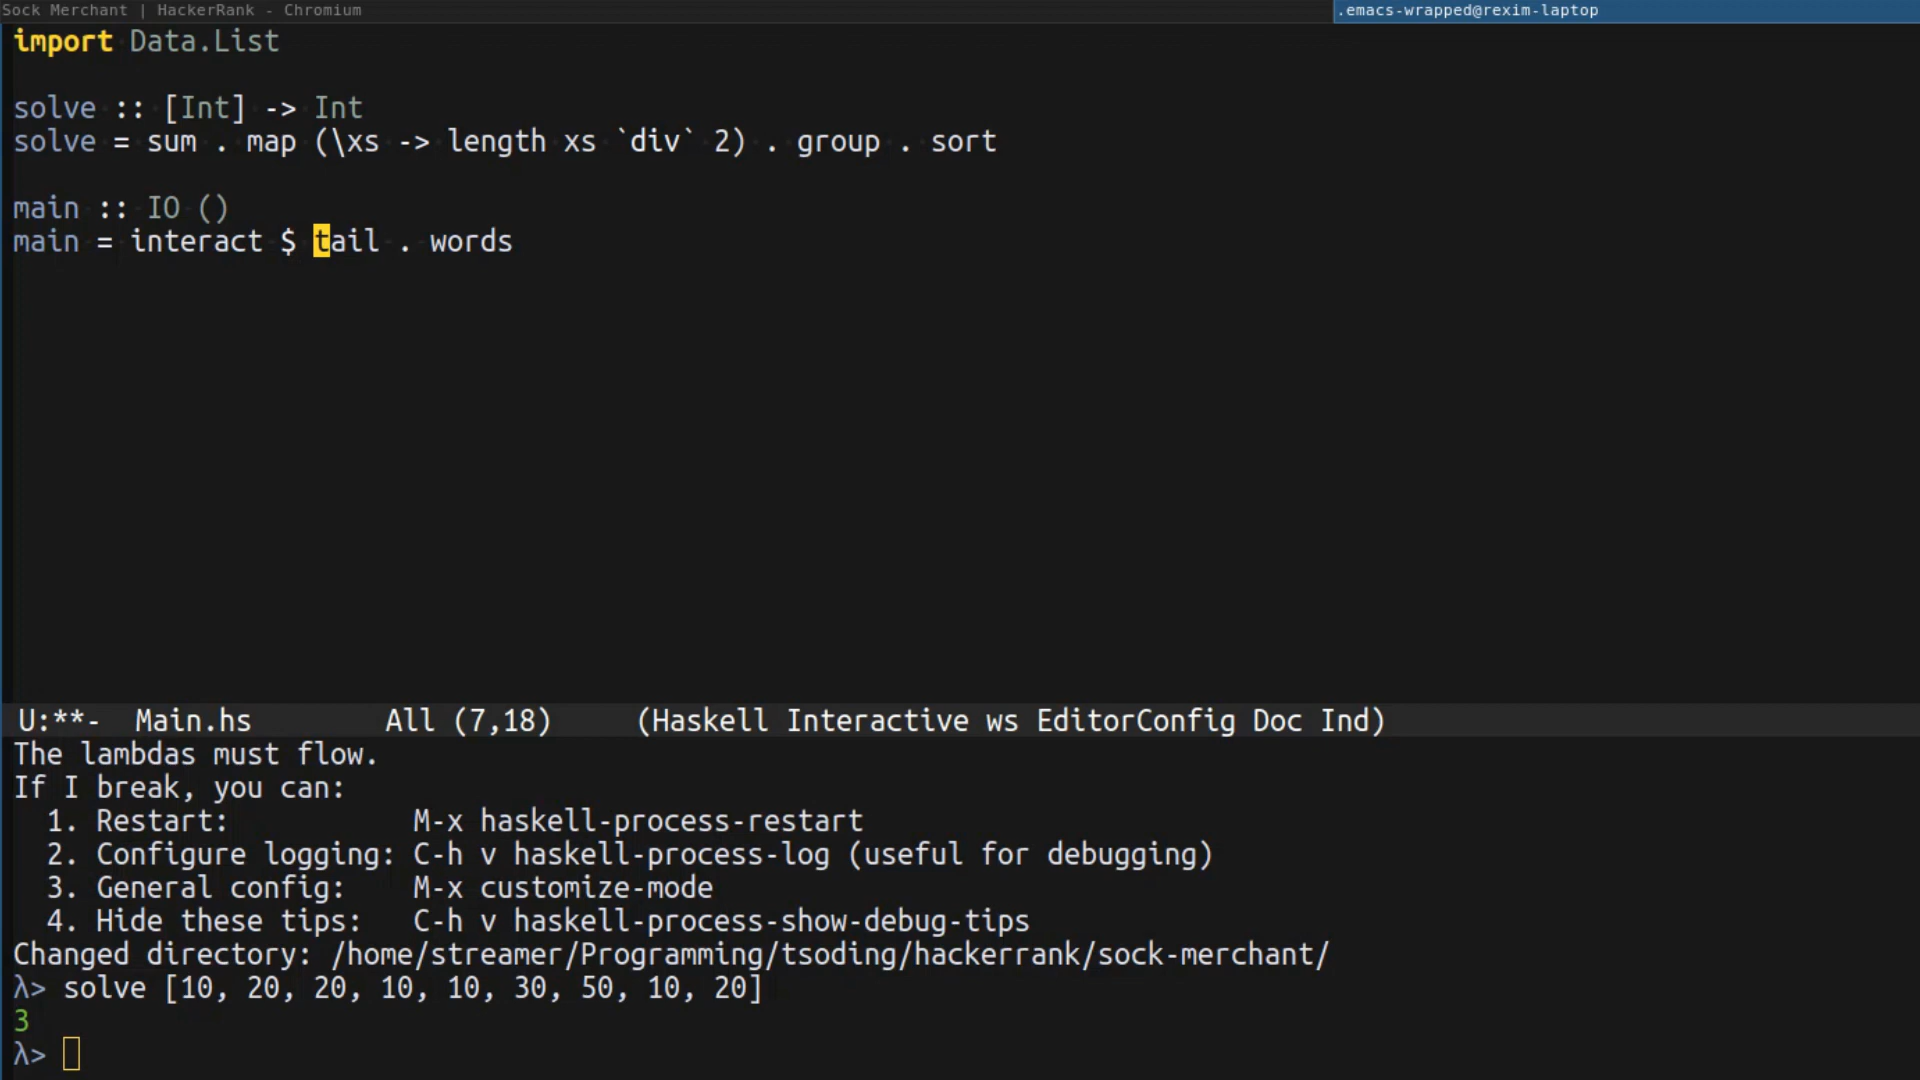 Sock Merchant | HackerRank - Chromium
.emacs-wrapped@rexim-laptop
import Data.List
solve :: [Int] -> Int
solve = sum . map (\xs -> length xs `div` 2) . group . sort
main :: IO ()
main = interact $ tail . words
U:**-  Main.hs        All (7,18)     (Haskell Interactive ws EditorConfig Doc Ind)
The lambdas must flow.
If I break, you can:
  1. Restart:           M-x haskell-process-restart
  2. Configure logging: C-h v haskell-process-log (useful for debugging)
  3. General config:    M-x customize-mode
  4. Hide these tips:   C-h v haskell-process-show-debug-tips
Changed directory: /home/streamer/Programming/tsoding/hackerrank/sock-merchant/
λ> solve [10, 20, 20, 10, 10, 30, 50, 10, 20]
3
λ>